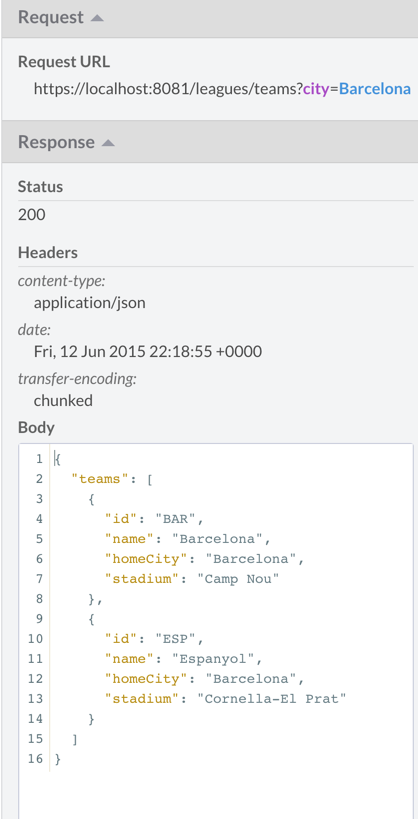 Request
Request URL
https://localhost:8081/leagues/teams?city=Barcelona
Response
Status
200
Headers
content-type:
application/json
date:
Fri, 12 Jun 2015 22:18:55 +0000
transfer-encoding:
chunked
Body
1 {
2   "teams": [
3     {
4       "id": "BAR",
5       "name": "Barcelona",
6       "homeCity": "Barcelona",
7       "stadium": "Camp Nou"
8     },
9     {
10       "id": "ESP",
11       "name": "Espanyol",
12       "homeCity": "Barcelona",
13       "stadium": "Cornella-El Prat"
14     }
15   ]
16 }